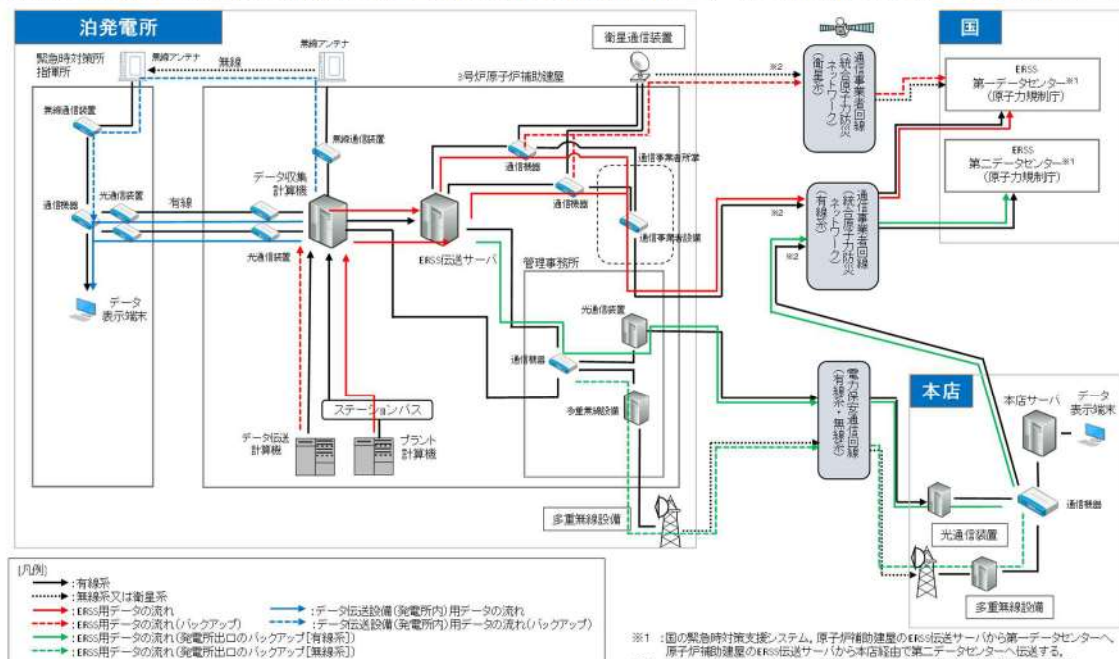 泊発電所
緊急時対策所
指揮所
無線アンテナ
無線
無線アンテナ
衛星通信装置
3号炉原子炉補助建屋
無線通信装置
無線通信装置
データ収集
計算機
通信機器
光通信装置
有線
光通信装置
データ
表示端末
ERSS伝送サーバ
通信機器
通信機器
通信事業者所掌
通信事業者設備
管理事務所
光通信装置
通信機器
多重無線設備
ステーションバス
データ伝送
計算機
プラント
計算機
多重無線設備
※2
通信事業者回線
(統合原子力防災
ネットワーク)
(衛星系)
※2
通信事業者回線
(統合原子力防災
ネットワーク)
(有線系)
※2
電力保安通信回線
(有線系・無線系)
国
ERSS
第一データセンター※1
(原子力規制庁)
ERSS
第二データセンター※1
(原子力規制庁)
本店
本店サーバ
データ
表示端末
通信機器
光通信装置
多重無線設備
[凡例]
:有線系
:無線系又は衛星系
:ERSS用データの流れ
:データ伝送設備(発電所内)用データの流れ
:ERSS用データの流れ(バックアップ)
:データ伝送設備(発電所内)用データの流れ(バックアップ)
:ERSS用データの流れ(発電所出口のバックアップ[有線系])
:ERSS用データの流れ(発電所出口のバックアップ[無線系])
※1 :国の緊急時対策支援システム。原子炉補助建屋のERSS伝送サーバから第一データセンターへ
原子炉補助建屋のERSS伝送サーバから本店経由で第二データセンターへ伝送する。